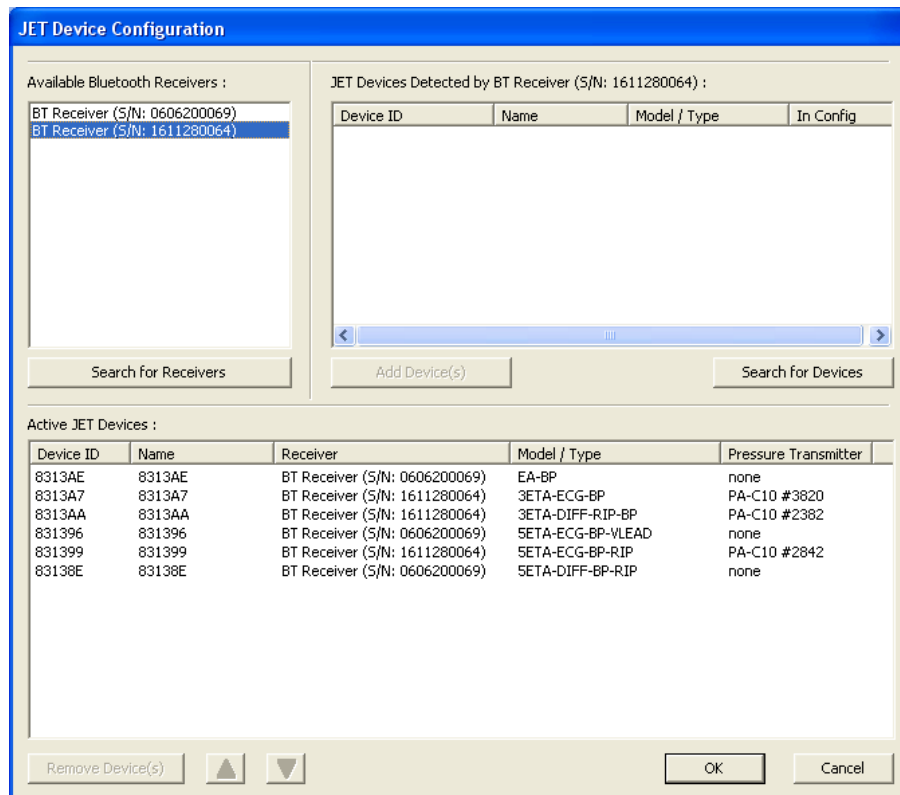 JET Device Configuration
Available Bluetooth Receivers :
BT Receiver (S/N: 0606200069)
BT Receiver (S/N: 1611280064)
Search for Receivers
JET Devices Detected by BT Receiver (S/N: 1611280064) :
Device ID Name Model / Type In Config
Add Device(s) Search for Devices
Active JET Devices :
Device ID Name Receiver Model / Type Pressure Transmitter
8313AE 8313AE BT Receiver (S/N: 0606200069) EA-BP none
8313A7 8313A7 BT Receiver (S/N: 1611280064) 3ETA-ECG-BP PA-C10 #3820
8313AA 8313AA BT Receiver (S/N: 1611280064) 3ETA-DIFF-RIP-BP PA-C10 #2382
831396 831396 BT Receiver (S/N: 0606200069) 5ETA-ECG-BP-VLEAD none
831399 831399 BT Receiver (S/N: 1611280064) 5ETA-ECG-BP-RIP PA-C10 #2842
83138E 83138E BT Receiver (S/N: 0606200069) 5ETA-DIFF-BP-RIP none
Remove Device(s) OK Cancel